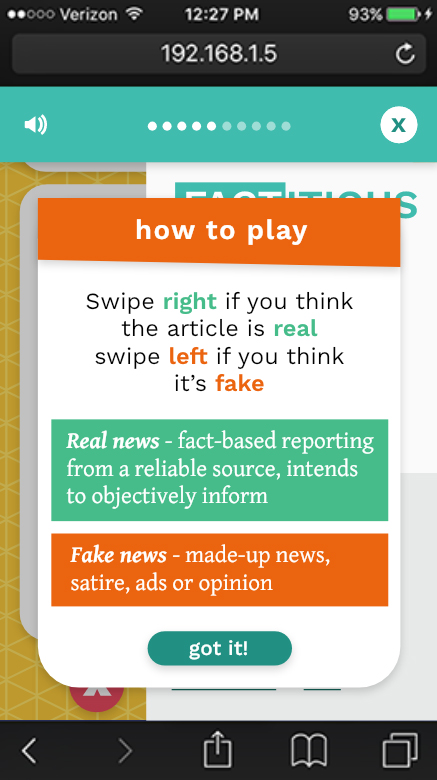 Verizon 12:27 PM 93%
192.168.1.5
X
FACTITIOUS
how to play
Swipe right if you think
the article is real
swipe left if you think
it's fake
Real news - fact-based reporting
from a reliable source, intends
to objectively inform
Fake news - made-up news,
satire, ads or opinion
got it!